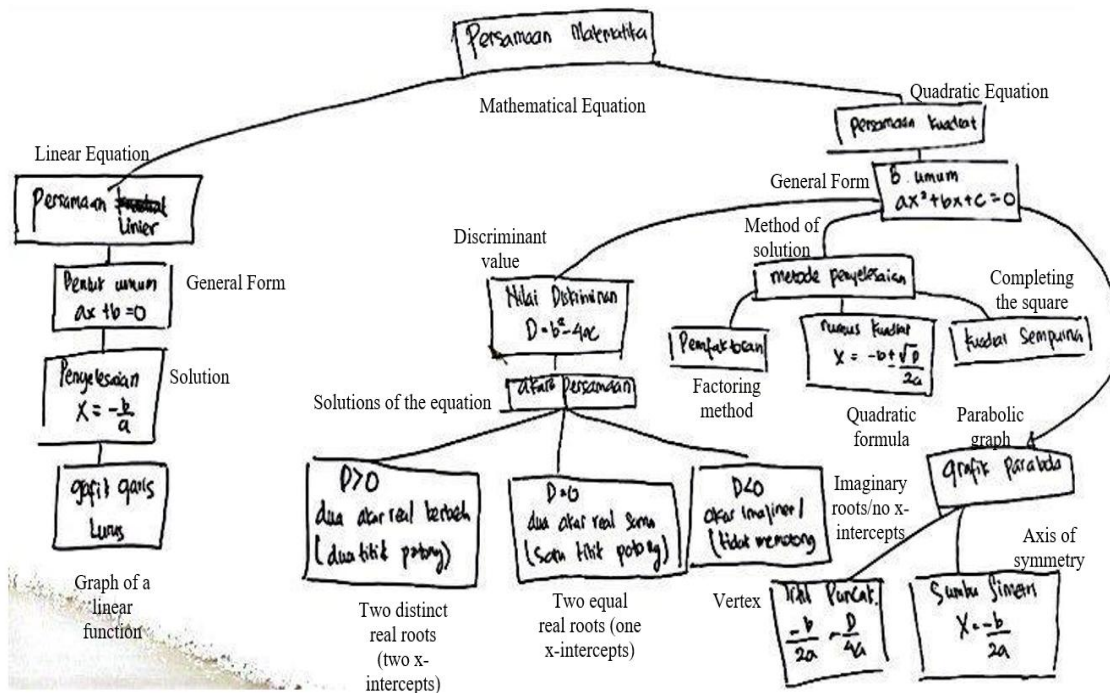 Persamaan Matematika
Mathematical Equation
Quadratic Equation
Persamaan kuadrat
Linear Equation
Persamaan
Linier
General Form
B. umum
ax² + bx + c = 0
Bentuk umum
ax + b = 0
General Form
Discriminant
value
Nilai Diskriminan
D = b² - 4ac
Method of
solution
metode penyelesaian
Completing
the square
Pemfaktoran
rumus kuadrat
X = -b ± √D / 2a
kuadrat Sempurna
Factoring
method
Quadratic
formula
Penyelesaian
X = -b/a
Solution
Solutions of the equation
akar² persamaan
Parabolic
graph
grafik parabola
grafik garis
Lurus
Graph of a
linear
function
D>0
dua akar real berbeda
(dua titik potong)
Two distinct
real roots
(two x-
intercepts)
D=0
dua akar real sama
(satu titik potong)
Two equal
real roots (one
x-intercepts)
D<0
akar imajiner/
(tidak memotong
Imaginary
roots/no x-
intercepts
Vertex
Titik Puncak.
-b/2a - D/4a
Axis of
symmetry
Sumbu Simetri
X = -b/2a